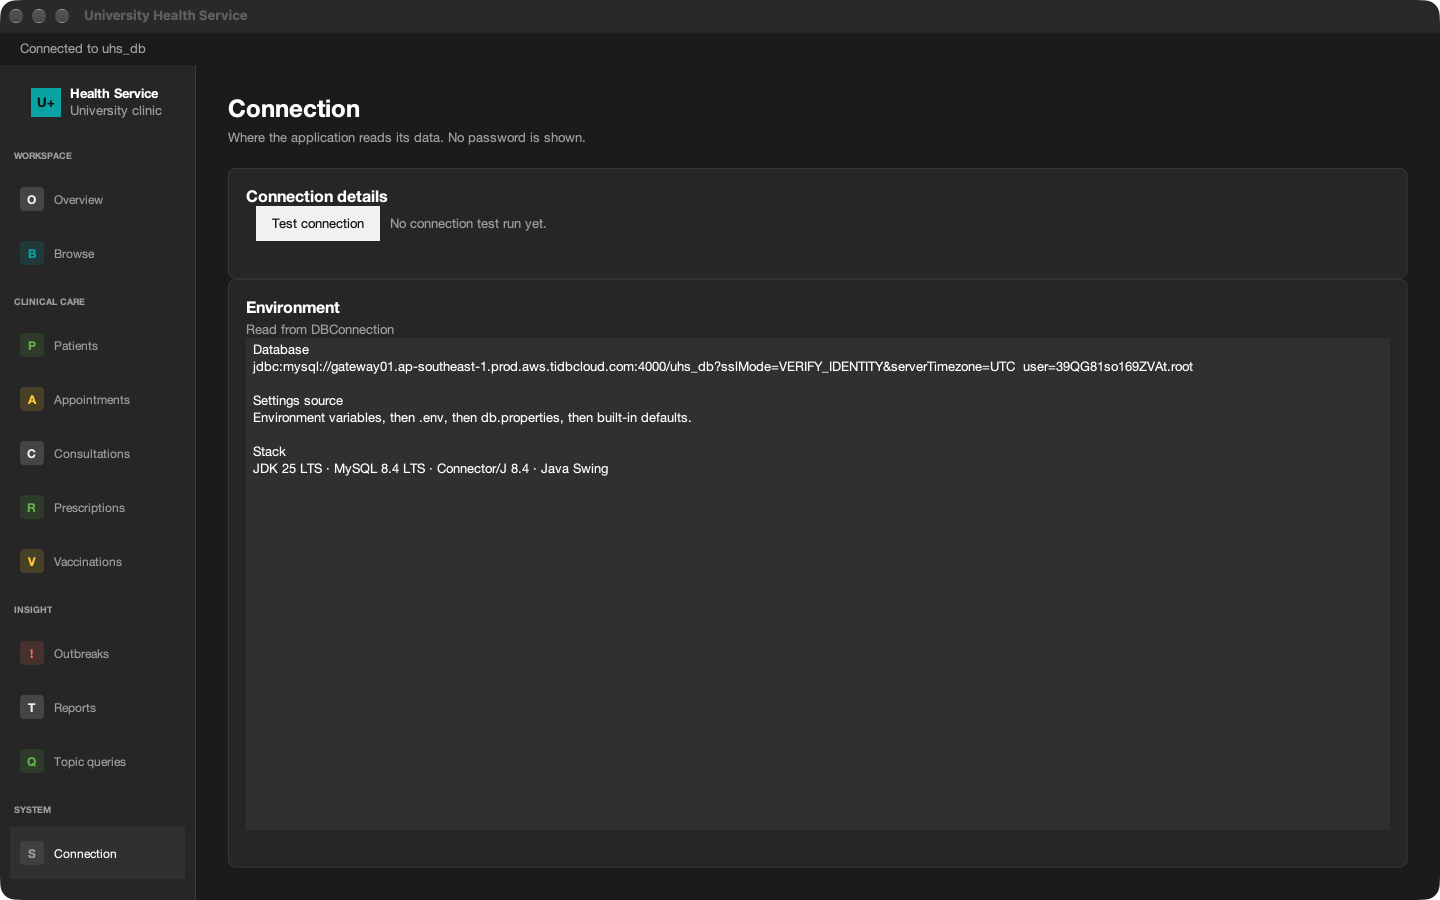 University Health Service
Connected to uhs_db
U+
Health Service
University clinic
WORKSPACE
O Overview
B Browse
CLINICAL CARE
P Patients
A Appointments
C Consultations
R Prescriptions
V Vaccinations
INSIGHT
! Outbreaks
T Reports
Q Topic queries
SYSTEM
S Connection
Connection
Where the application reads its data. No password is shown.
Connection details
Test connection No connection test run yet.
Environment
Read from DBConnection
Database
jdbc:mysql://gateway01.ap-southeast-1.prod.aws.tidbcloud.com:4000/uhs_db?sslMode=VERIFY_IDENTITY&serverTimezone=UTC  user=39QG81so169ZVAt.root
Settings source
Environment variables, then .env, then db.properties, then built-in defaults.
Stack
JDK 25 LTS · MySQL 8.4 LTS · Connector/J 8.4 · Java Swing